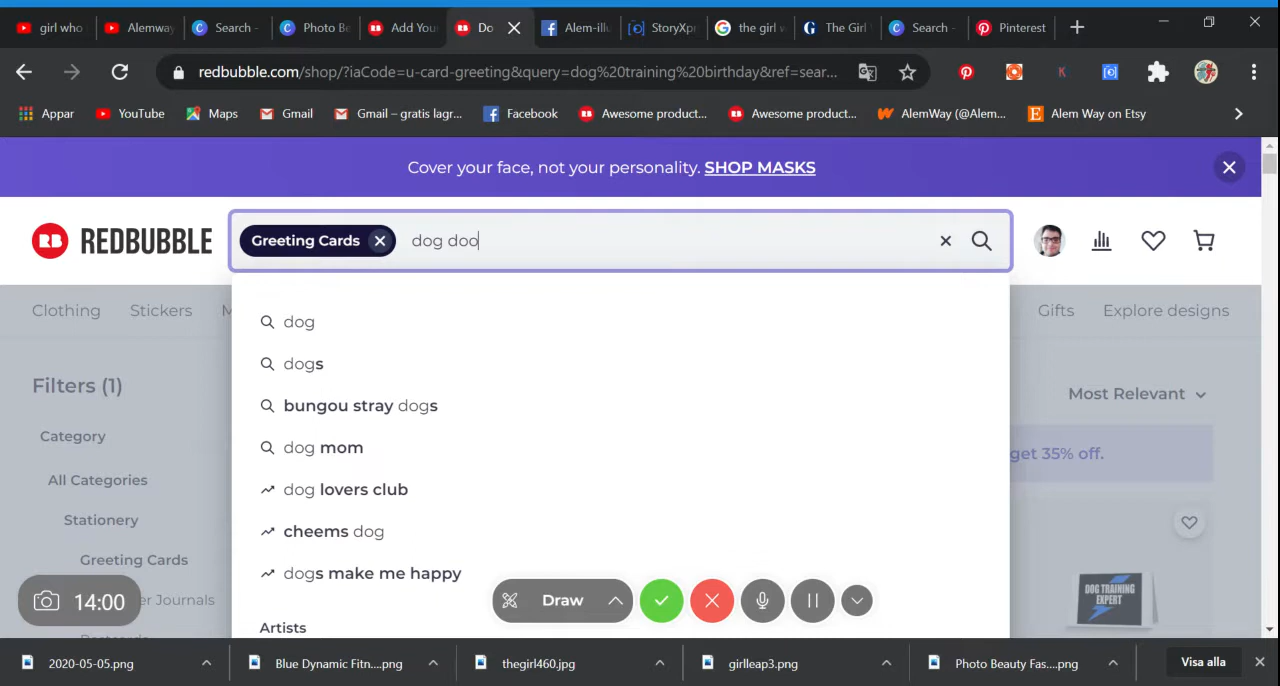 girl who
Alemway
Search -
Photo Be
Add You
Do
Alem-illu
StoryXp
the girl w
The Girl
Search -
Pinterest
redbubble.com/shop/?iaCode=u-card-greeting&query=dog%20training%20birthday&ref=sear...
Appar
YouTube
Maps
Gmail
Gmail – gratis lagr...
Facebook
Awesome product...
Awesome product...
AlemWay (@Alem...
Alem Way on Etsy
Cover your face, not your personality. SHOP MASKS
RB REDBUBBLE
Greeting Cards
dog doo
Clothing
Stickers
M
Gifts
Explore designs
dog
dogs
bungou stray dogs
dog mom
dog lovers club
cheems dog
dogs make me happy
Artists
Filters (1)
Category
All Categories
Stationery
Greeting Cards
er Journals
Postcards
Most Relevant
get 35% off.
DOG TRAINING
EXPERT
14:00
Draw
2020-05-05.png
Blue Dynamic Fitn....png
thegirl460.jpg
girlleap3.png
Photo Beauty Fas....png
Visa alla